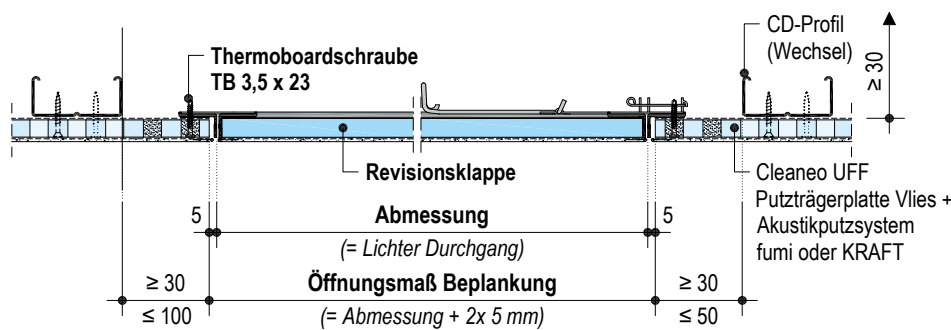 CD-Profil
(Wechsel)
≥ 30
Thermoboardschraube
TB 3,5 x 23
Revisionsklappe
Cleaneo UFF
Putzträgerplatte Vlies +
Akustikputzsystem
fumi oder KRAFT
5
Abmessung
5
(= Lichter Durchgang)
≥ 30
Öffnungsmaß Beplankung
≥ 30
≤ 100
(= Abmessung + 2x 5 mm)
≤ 50